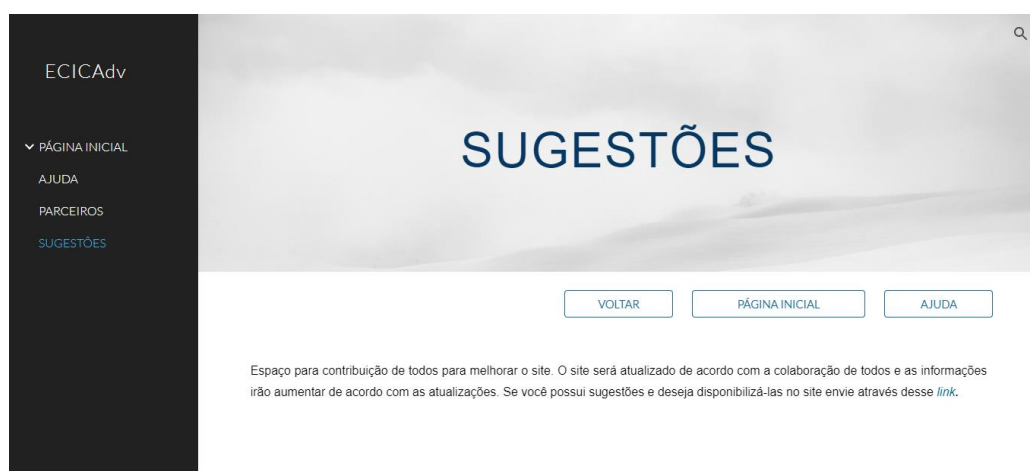 ECICAdv
PÁGINA INICIAL
AJUDA
PARCEIROS
SUGESTÕES
SUGESTÕES
VOLTAR
PÁGINA INICIAL
AJUDA
Espaço para contribuição de todos para melhorar o site. O site será atualizado de acordo com a colaboração de todos e as informações
irão aumentar de acordo com as atualizações. Se você possui sugestões e deseja disponibilizá-las no site envie através desse link.